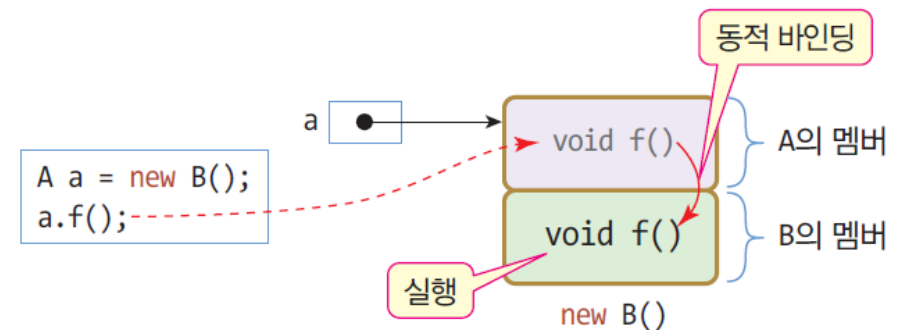 동적 바인딩
a
void f()
A의 멤버
A a = new B();
a.f();
void f()
B의 멤버
실행
new B()